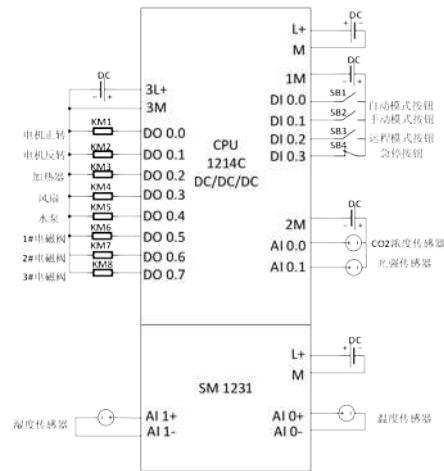 DC
L+
M
DC
3L+
3M
电机正转 KM1 DO 0.0
电机反转 KM2 DO 0.1
加热器 KM3 DO 0.2
风扇 KM4 DO 0.3
水泵 KM5 DO 0.4
1#电磁阀 KM6 DO 0.5
2#电磁阀 KM7 DO 0.6
3#电磁阀 KM8 DO 0.7
CPU
1214C
DC/DC/DC
DC
1M
DI 0.0 SB1 自动模式按钮
DI 0.1 SB2 手动模式按钮
DI 0.2 SB3 远程模式按钮
DI 0.3 SB4 急停按钮
DC
2M
AI 0.0 CO2浓度传感器
AI 0.1 光强传感器
DC
L+
M
SM 1231
湿度传感器 AI 1+
AI 1-
AI 0+ 温度传感器
AI 0-